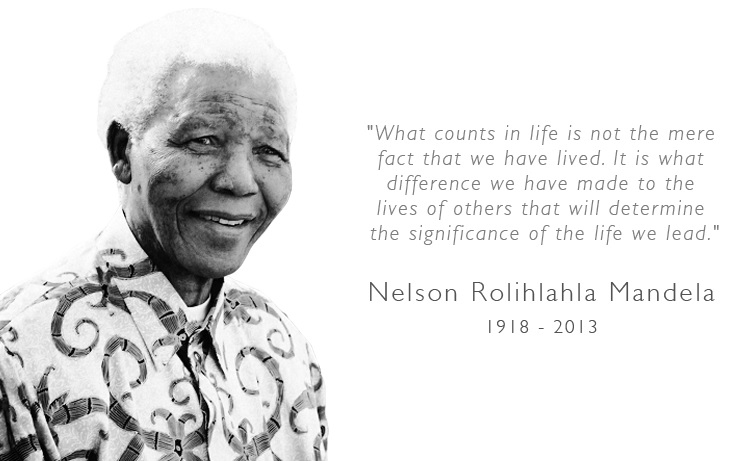 "What counts in life is not the mere
fact that we have lived. It is what
difference we have made to the
lives of others that will determine
the significance of the life we lead."
Nelson Rolihlahla Mandela
1918 - 2013